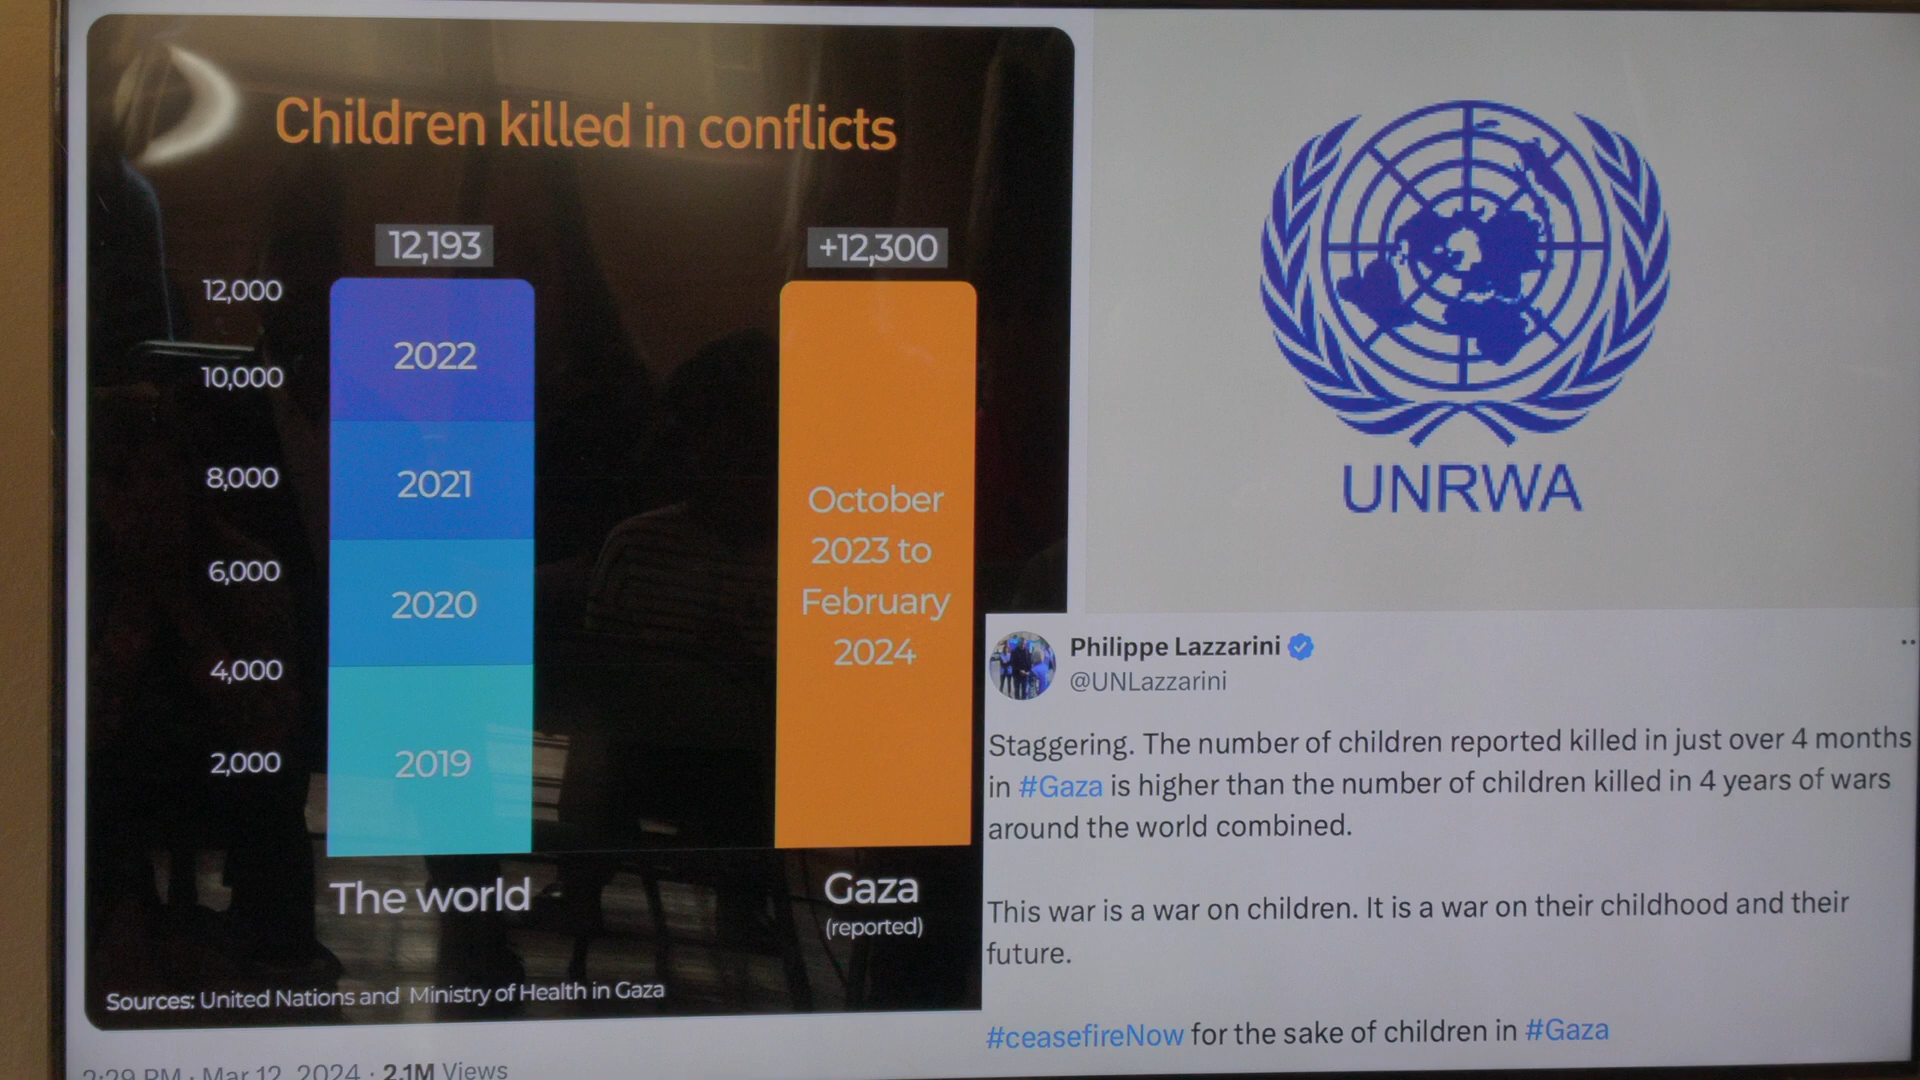 Children killed in conflicts
12,193
+12,300
12,000
10,000
8,000
6,000
4,000
2,000
2022
2021
2020
2019
October
2023 to
February
2024
The world
Gaza
(reported)
Sources: United Nations and Ministry of Health in Gaza
2:29 PM · Mar 12, 2024 · 2.1M Views
UNRWA
Philippe Lazzarini
@UNLazzarini
Staggering. The number of children reported killed in just over 4 months
in #Gaza is higher than the number of children killed in 4 years of wars
around the world combined.
This war is a war on children. It is a war on their childhood and their
future.
#ceasefireNow for the sake of children in #Gaza